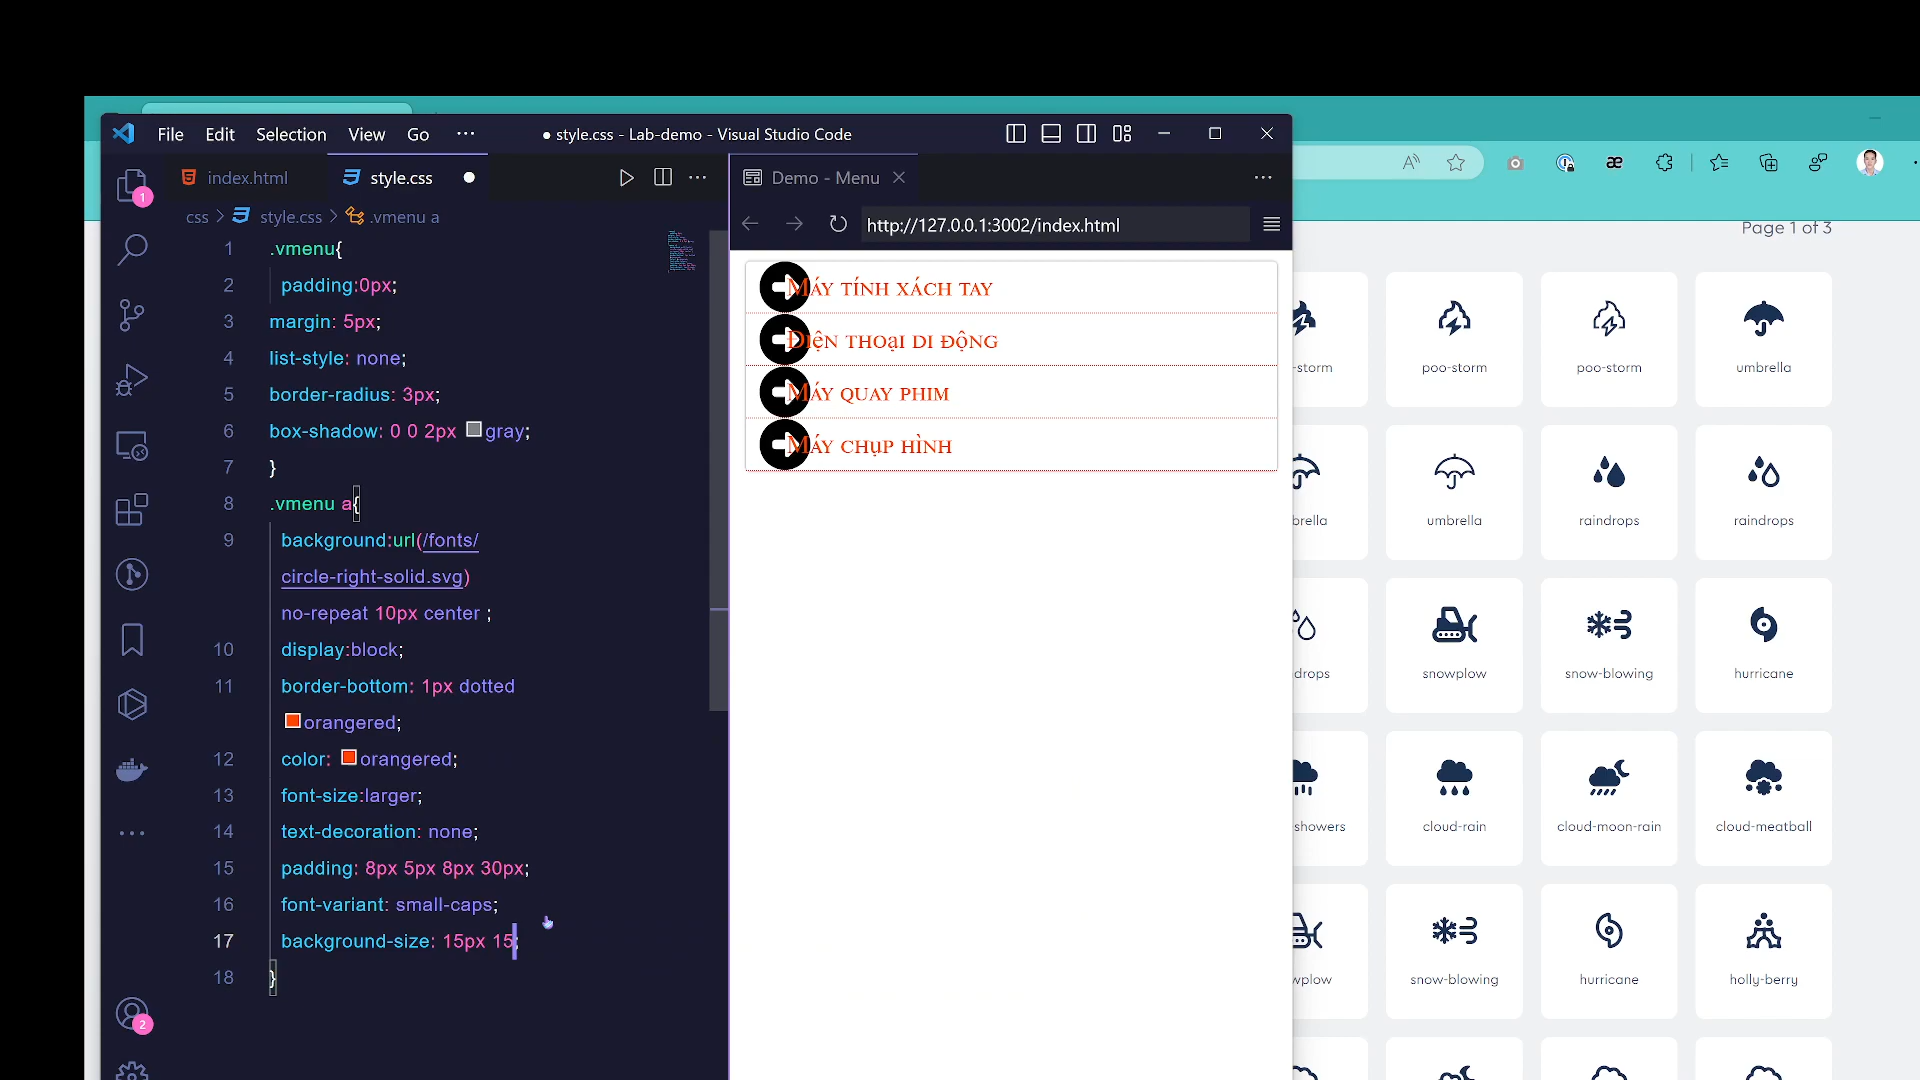 File Edit Selection View Go ··· ● style.css - Lab-demo - Visual Studio Code
index.html style.css ●
css > style.css > .vmenu a
1 .vmenu{
2 padding:0px;
3 margin: 5px;
4 list-style: none;
5 border-radius: 3px;
6 box-shadow: 0 0 2px gray;
7 }
8 .vmenu a{
9 background:url(/fonts/
circle-right-solid.svg)
no-repeat 10px center ;
10 display:block;
11 border-bottom: 1px dotted
orangered;
12 color: orangered;
13 font-size:larger;
14 text-decoration: none;
15 padding: 8px 5px 8px 30px;
16 font-variant: small-caps;
17 background-size: 15px 15;
18 }
1
2
Demo - Menu
http://127.0.0.1:3002/index.html
Máy tính xách tay
Điện thoại di động
Máy quay phim
Máy chụp hình
A
æ
Page 1 of 3
-storm poo-storm poo-storm umbrella
brella umbrella raindrops raindrops
drops snowplow snow-blowing hurricane
showers cloud-rain cloud-moon-rain cloud-meatball
wplow snow-blowing hurricane holly-berry